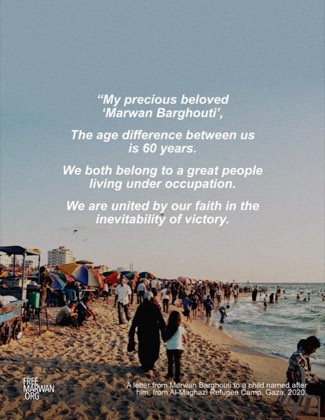 “My precious beloved
‘Marwan Barghouti’,
The age difference between us
is 60 years.
We both belong to a great people
living under occupation.
We are united by our faith in the
inevitability of victory.
FREE
MARWAN
.ORG
A letter from Marwan Barghouti to a child named after
him, from Al-Maghazi Refugee Camp, Gaza, 2020.